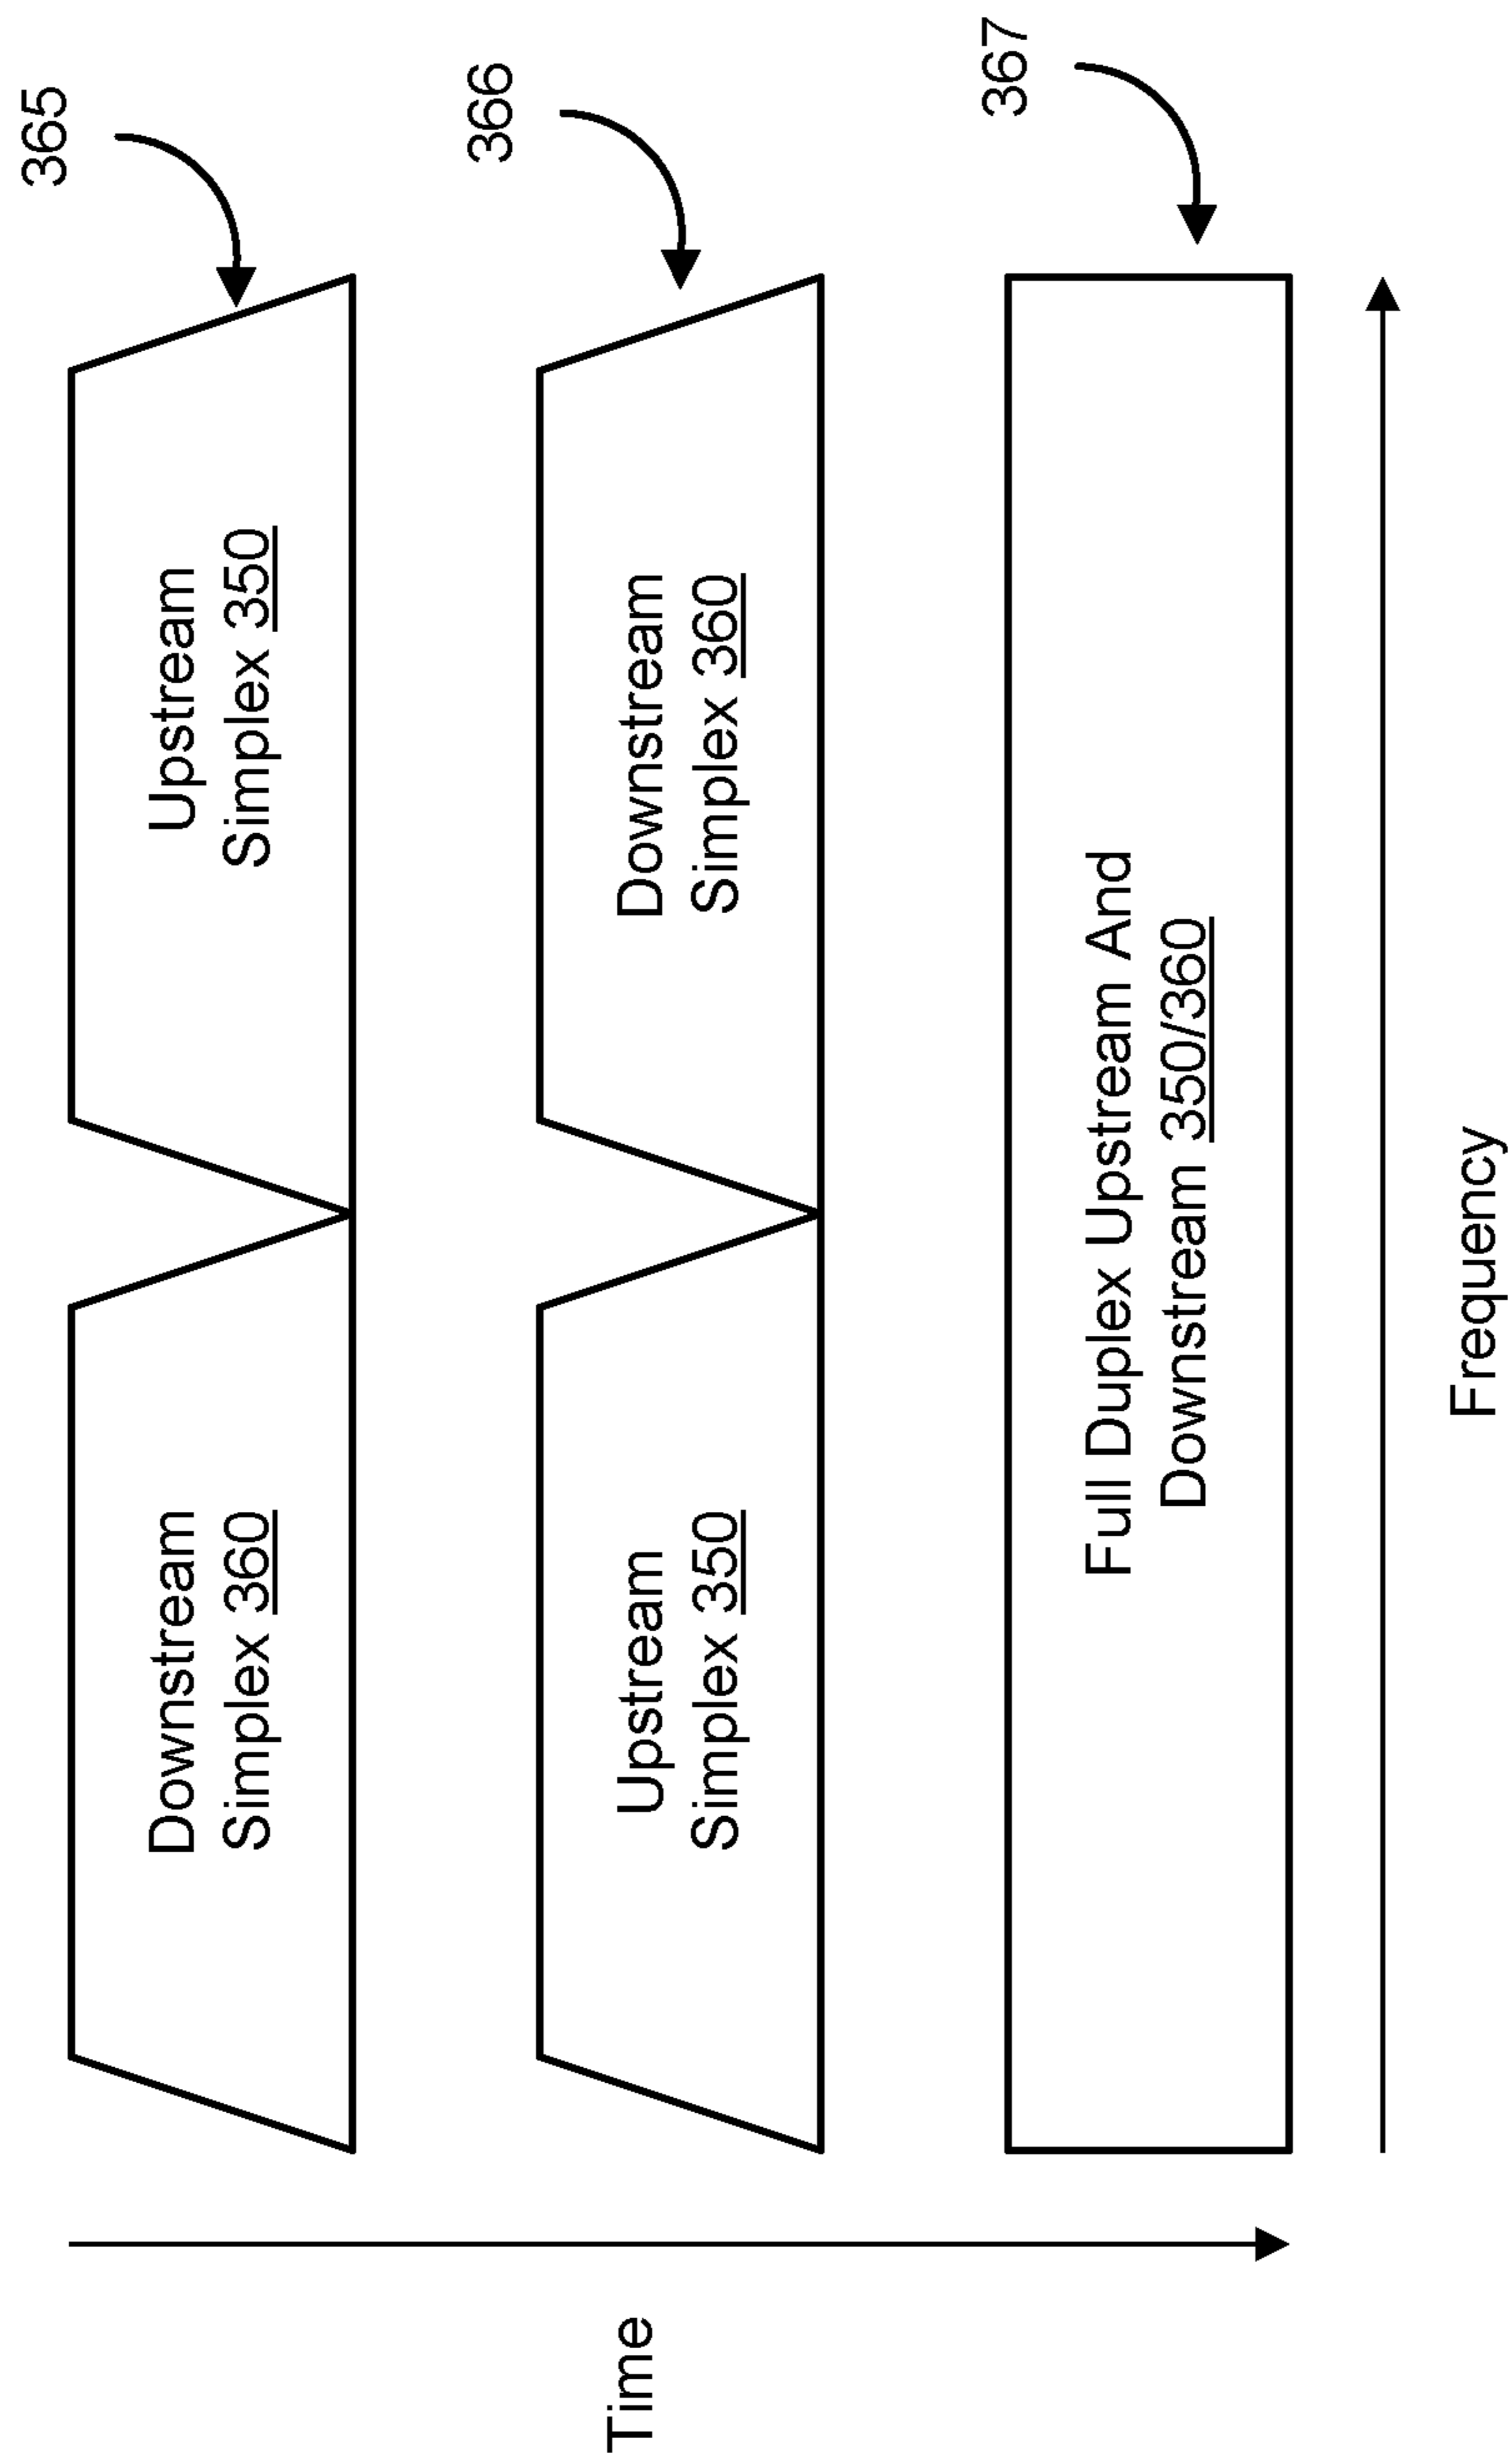 365
Downstream
Simplex 360
Upstream
Simplex 350
366
Time
Upstream
Simplex 350
Downstream
Simplex 360
367
Full Duplex Upstream And
Downstream 350/360
Frequency